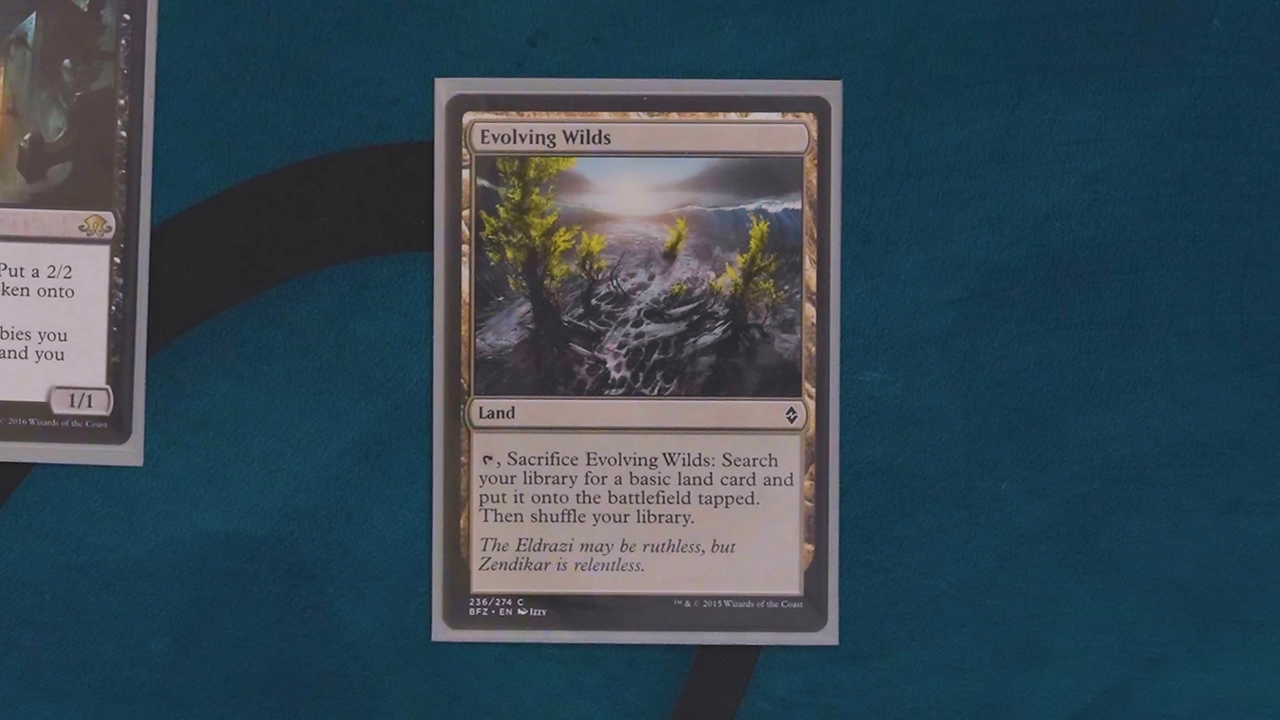 Put a 2/2
ken onto
bies you
and you
1/1
© 2016 Wizards of the Coast
Evolving Wilds
Land
, Sacrifice Evolving Wilds: Search
your library for a basic land card and
put it onto the battlefield tapped.
Then shuffle your library.
The Eldrazi may be ruthless, but
Zendikar is relentless.
236/274 C
BFZ • EN Izzy
™ & © 2015 Wizards of the Coast